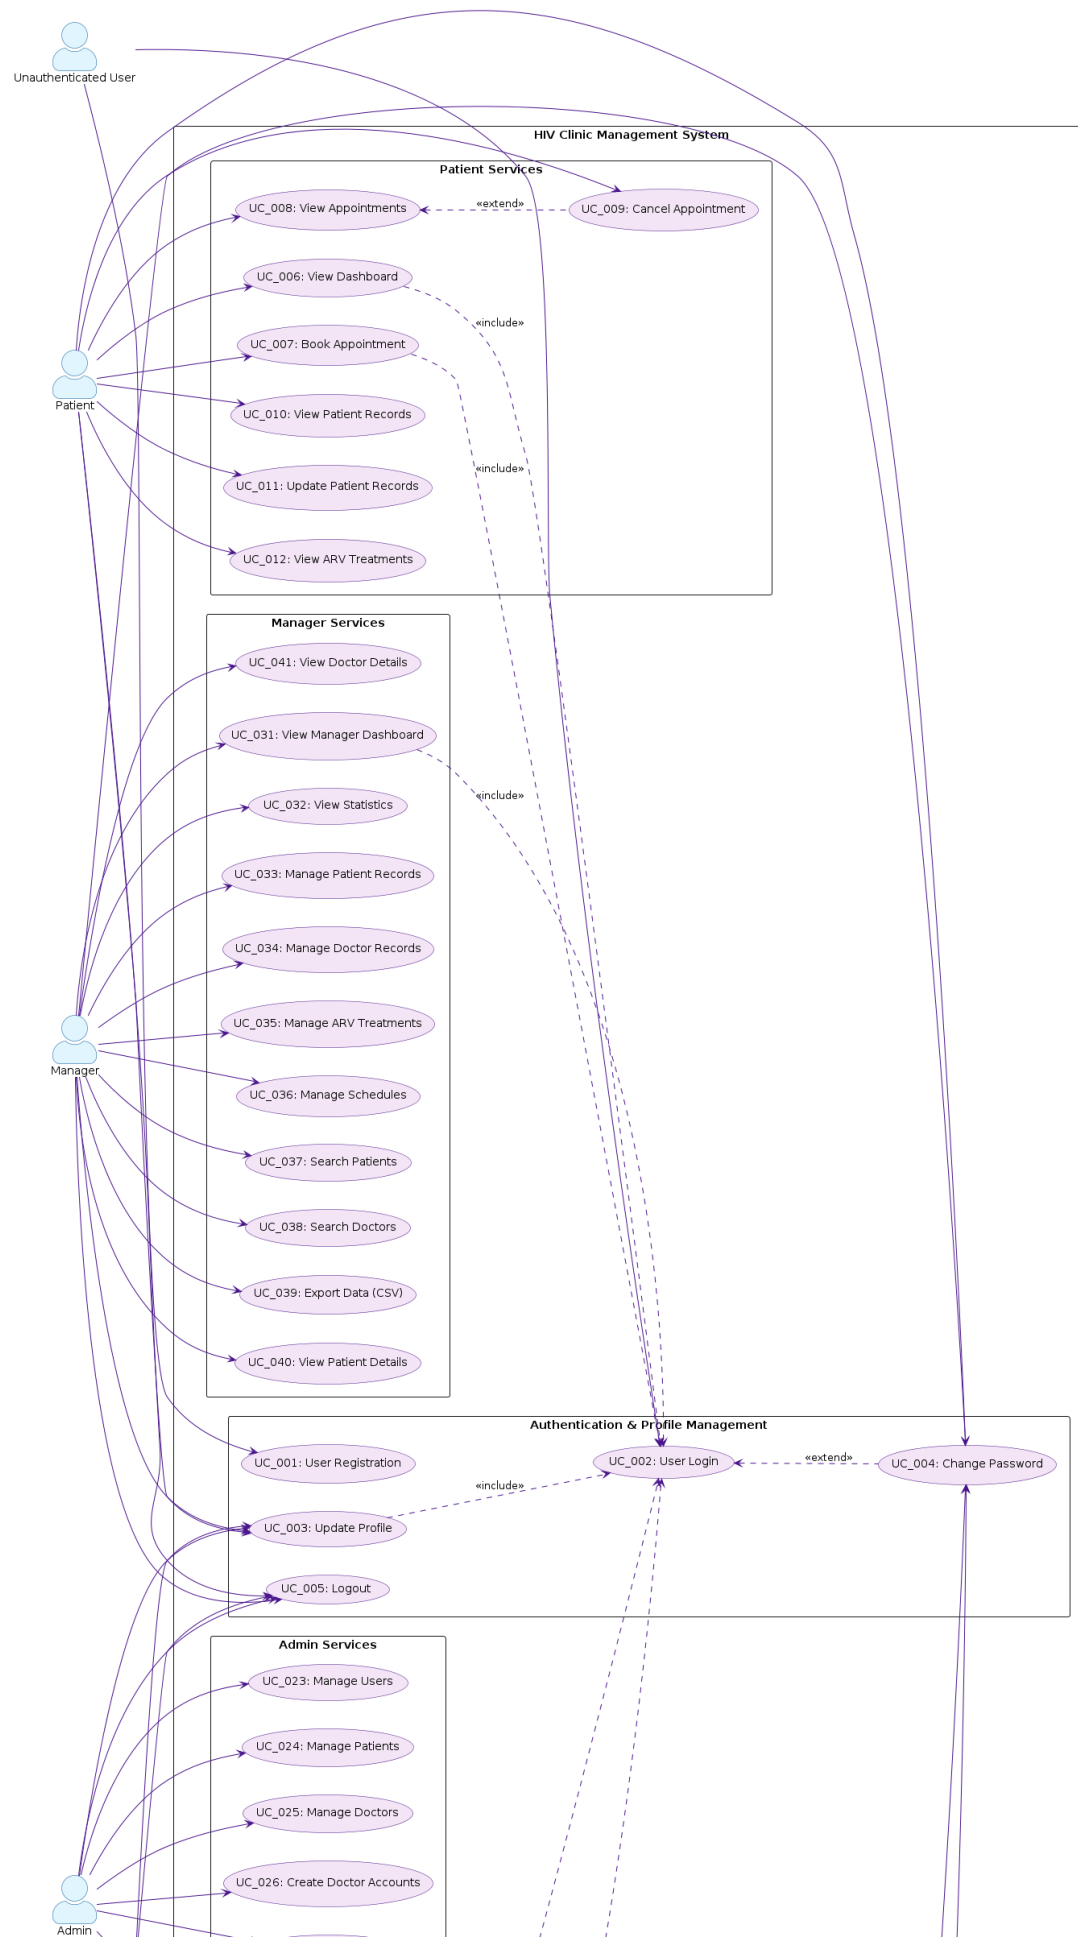 Unauthenticated User
HIV Clinic Management System
Patient Services
UC_008: View Appointments
«extend»
UC_009: Cancel Appointment
UC_006: View Dashboard
«include»
UC_007: Book Appointment
Patient
UC_010: View Patient Records
«include»
UC_011: Update Patient Records
UC_012: View ARV Treatments
Manager Services
UC_041: View Doctor Details
UC_031: View Manager Dashboard
«include»
UC_032: View Statistics
UC_033: Manage Patient Records
UC_034: Manage Doctor Records
UC_035: Manage ARV Treatments
Manager
UC_036: Manage Schedules
UC_037: Search Patients
UC_038: Search Doctors
UC_039: Export Data (CSV)
UC_040: View Patient Details
Authentication & Profile Management
UC_001: User Registration
UC_002: User Login
«extend»
UC_004: Change Password
«include»
UC_003: Update Profile
UC_005: Logout
Admin Services
UC_023: Manage Users
UC_024: Manage Patients
UC_025: Manage Doctors
UC_026: Create Doctor Accounts
Admin